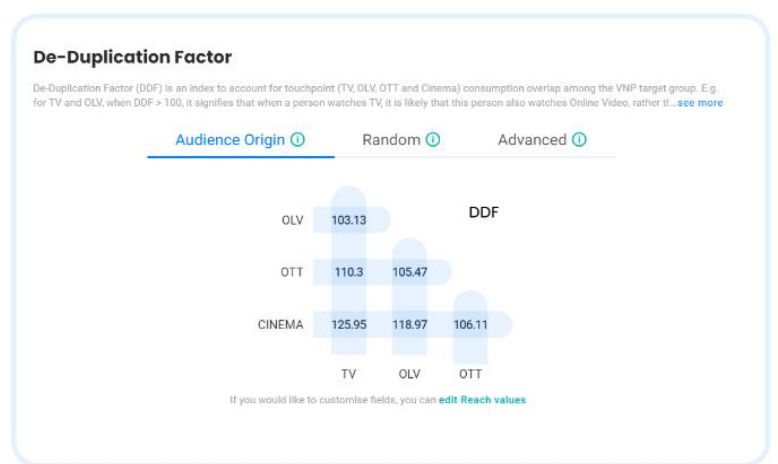 De-Duplication Factor
De-Duplication Factor (DDF) is an index to account for touchpoint (TV, OLV, OTT and Cinema) consumption overlap among the VNP target group. E.g.
for TV and OLV, when DDF > 100, it signifies that when a person watches TV, it is likely that this person also watches Online Video, rather tl...see more
Audience Origin Random Advanced
OLV 103.13 DDF
OTT 110.3 105.47
CINEMA 125.95 118.97 106.11
TV OLV OTT
If you would like to customise fields, you can edit Reach values